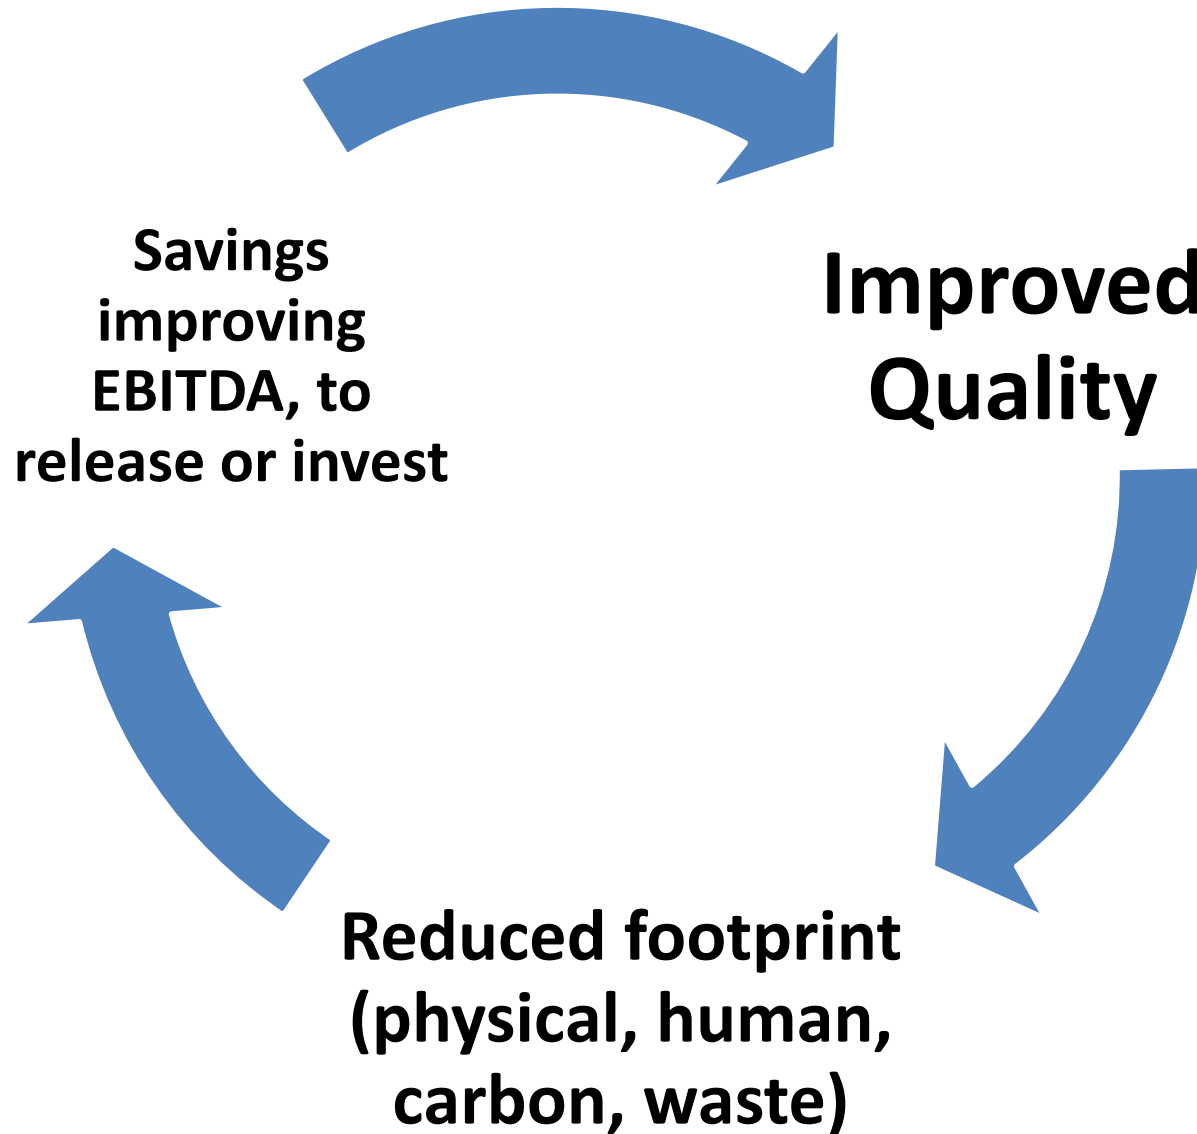 Savings
improving
EBITDA, to
release or invest
Improved
Quality
Reduced footprint
(physical, human,
carbon, waste)